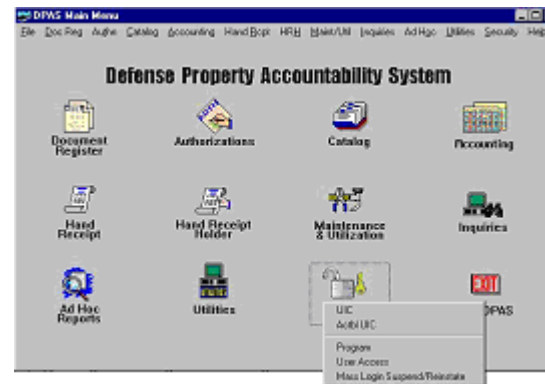 DPAS Main Menu
File Doc Reg Authn Catalog Accounting Hand Rcpt HRH Maint/Util Inquiries Ad Hoc Utilities Security Help
Defense Property Accountability System
Document Register
Authorizations
Catalog
Accounting
Hand Receipt
Hand Receipt Holder
Maintenance & Utilization
Inquiries
Ad Hoc Reports
Utilities
EXIT
DPAS
UIC
Actbl UIC
Program
User Access
Mass Login Suspend/Reinstate